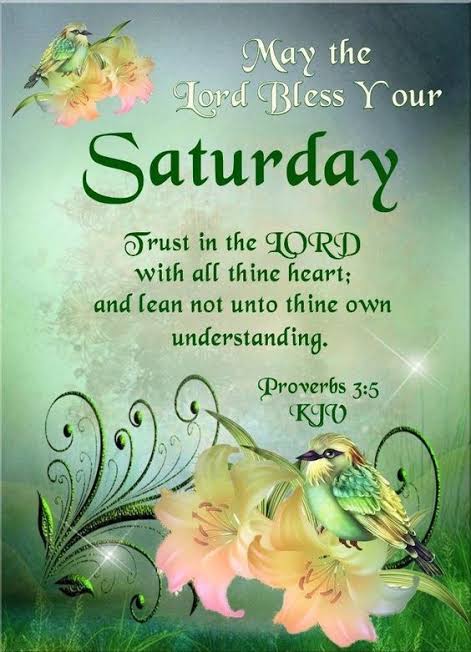 May the
Lord Bless Your
Saturday
Trust in the LORD
with all thine heart;
and lean not unto thine own
understanding.
Proverbs 3:5
KJV